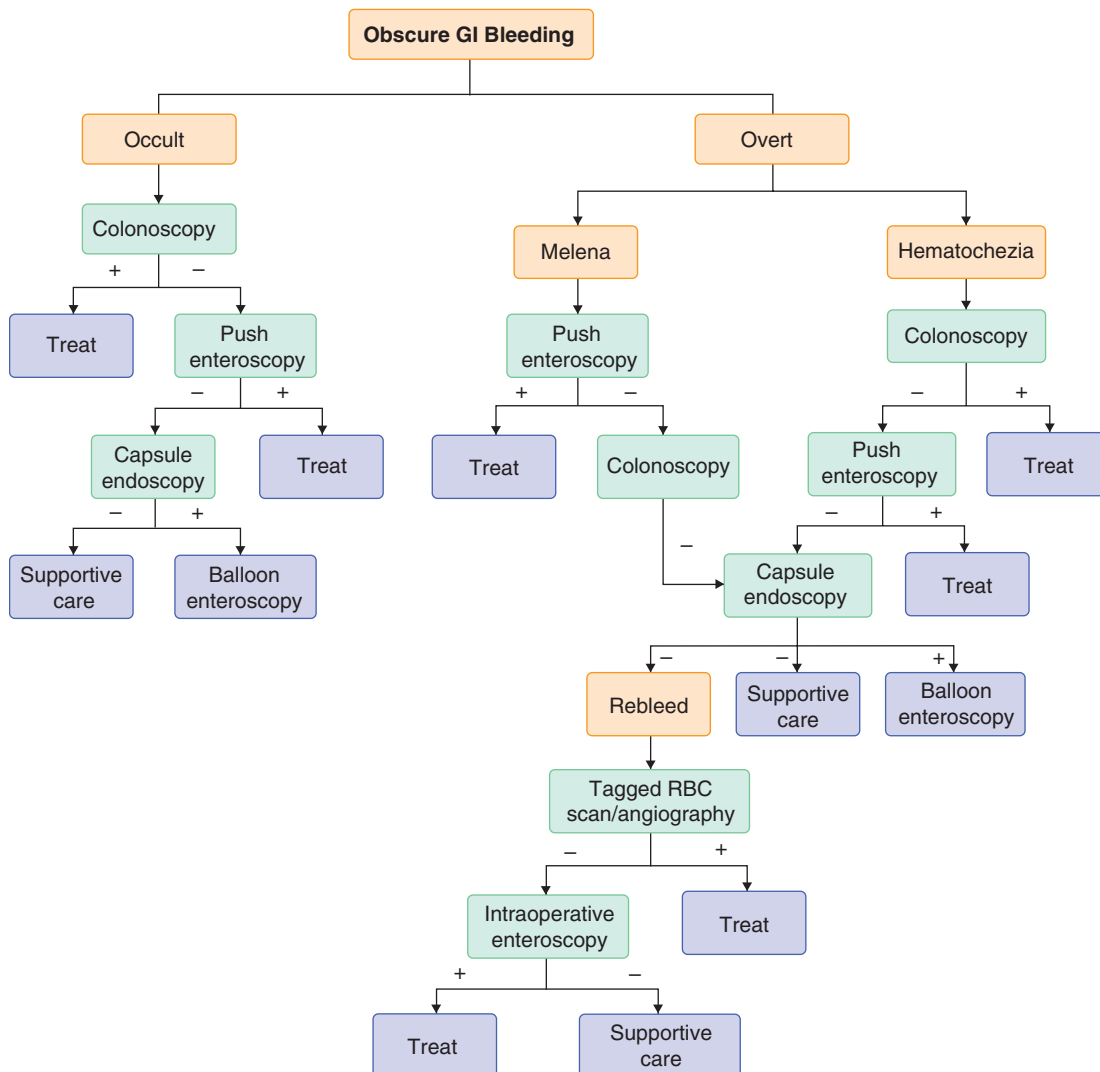 Obscure GI Bleeding
Occult
Overt
Colonoscopy
+
–
Melena
Hematochezia
Treat
Push
enteroscopy
Push
enteroscopy
Colonoscopy
–
+
+
–
–
+
Capsule
endoscopy
Treat
Treat
Colonoscopy
Push
enteroscopy
Treat
–
+
–
+
–
Supportive
care
Balloon
enteroscopy
Capsule
endoscopy
Treat
–
–
+
Rebleed
Supportive
care
Balloon
enteroscopy
Tagged RBC
scan/angiography
–
+
Intraoperative
enteroscopy
Treat
+
–
Treat
Supportive
care